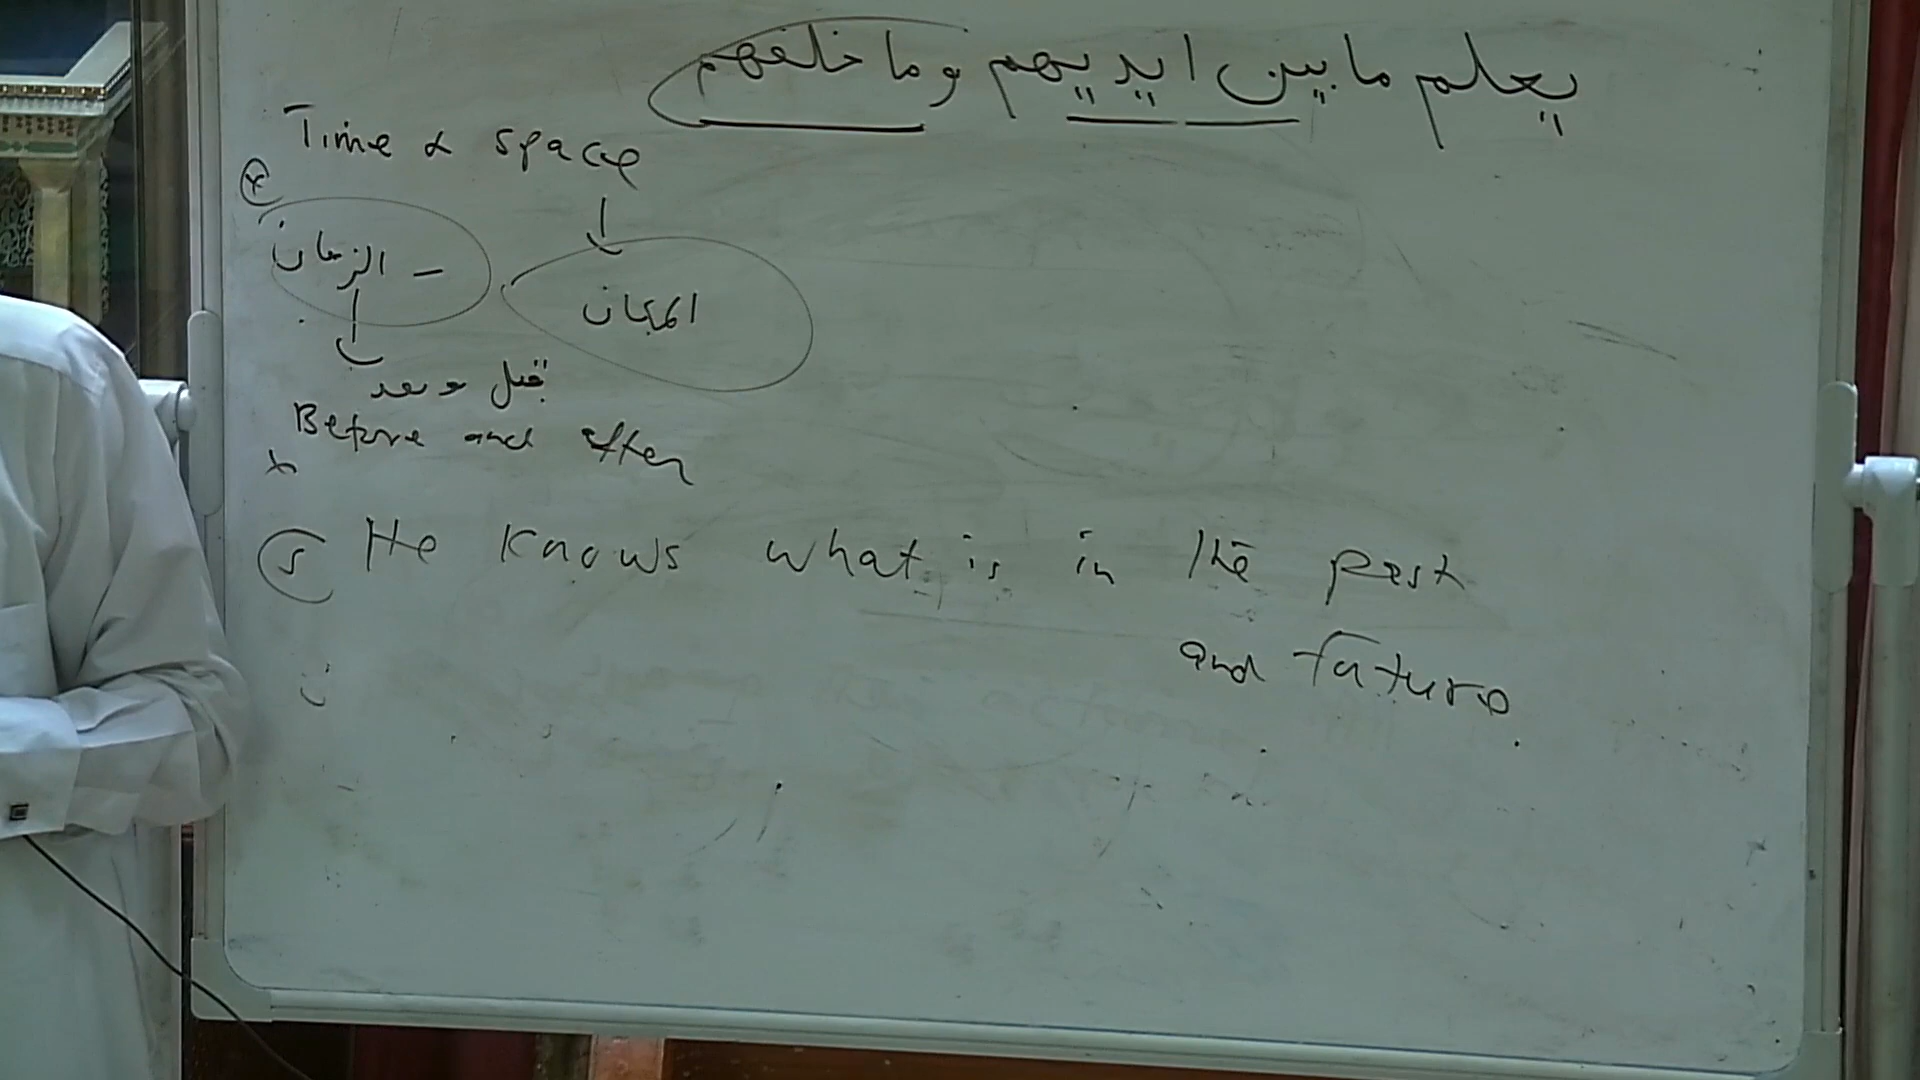 يعلم ما بين ايديهم وما خلفهم
Time & space
الزمان -
المكان
قبل وبعد
Before and after
He knows what is in the past
and future.